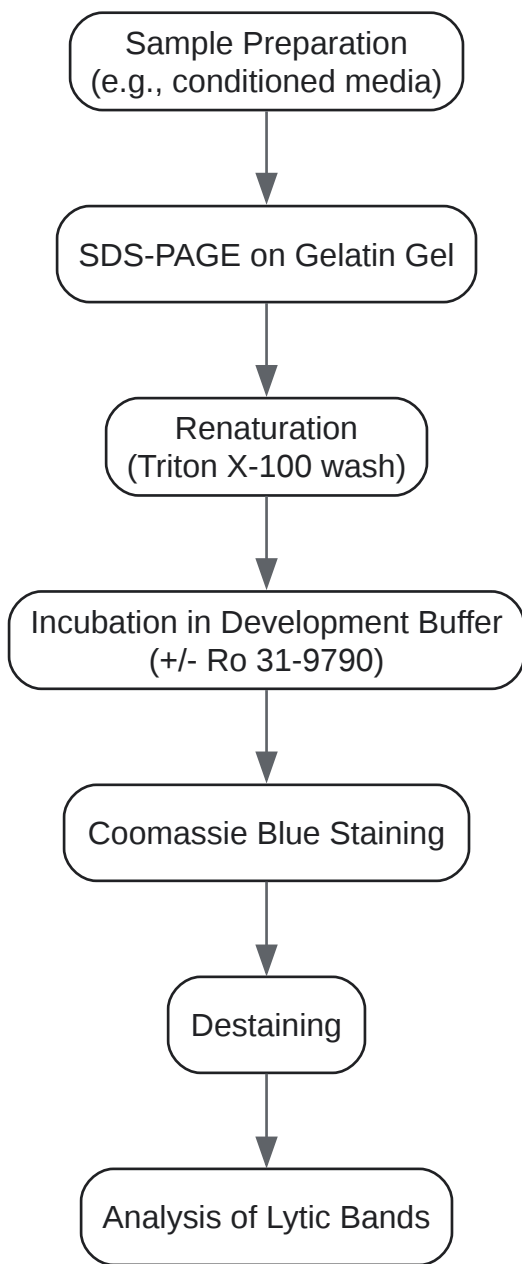 Sample Preparation
(e.g., conditioned media)
SDS-PAGE on Gelatin Gel
Renaturation
(Triton X-100 wash)
Incubation in Development Buffer
(+/- Ro 31-9790)
Coomassie Blue Staining
Destaining
Analysis of Lytic Bands